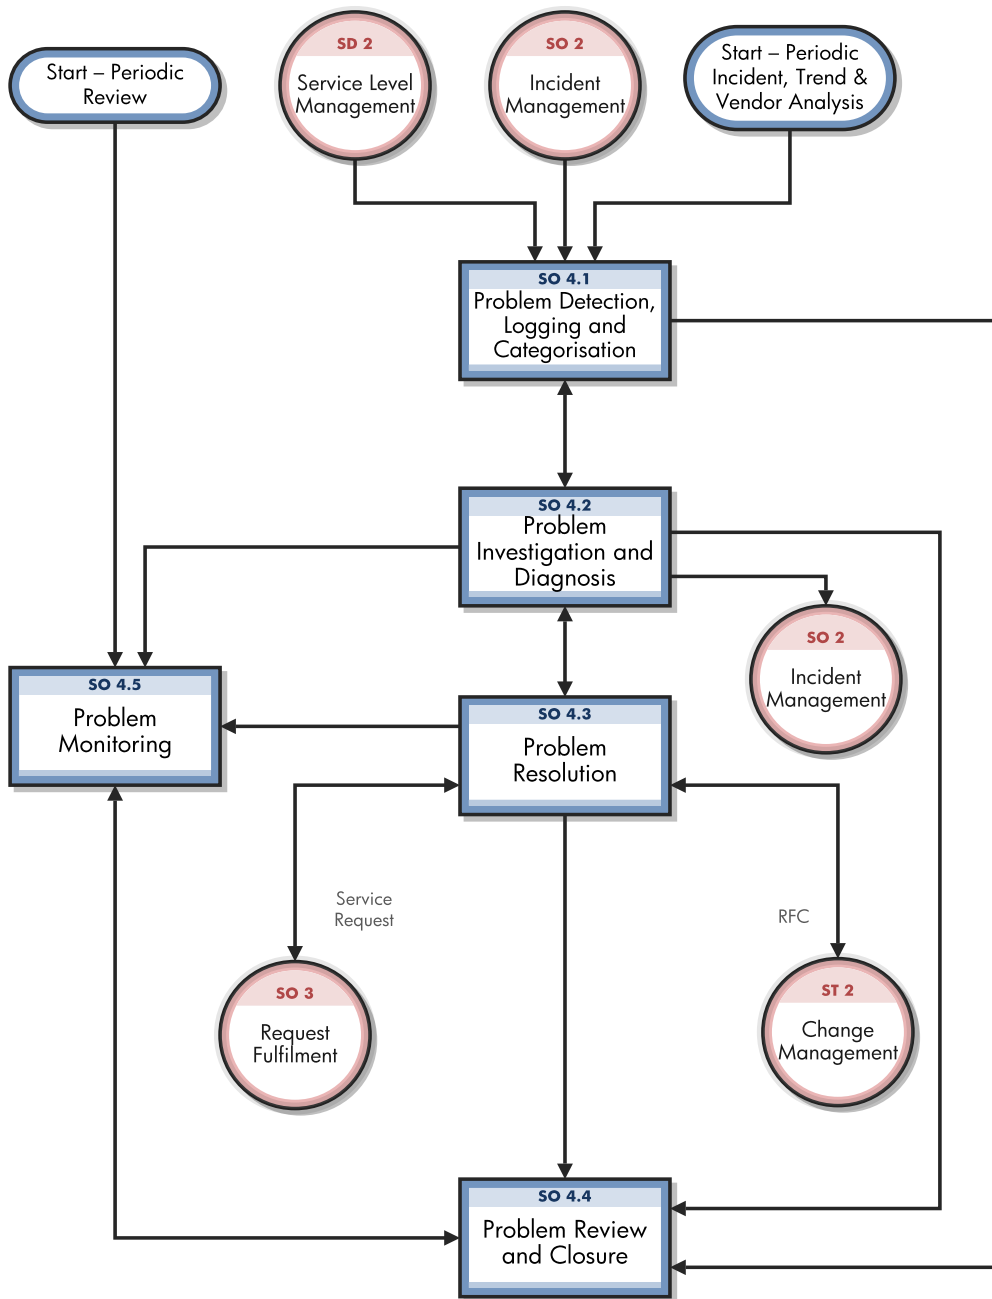 Start – Periodic
Review
SD 2
Service Level
Management
SO 2
Incident
Management
Start – Periodic
Incident, Trend &
Vendor Analysis
SO 4.1
Problem Detection,
Logging and
Categorisation
SO 4.2
Problem
Investigation and
Diagnosis
SO 2
Incident
Management
SO 4.5
Problem
Monitoring
SO 4.3
Problem
Resolution
Service
Request
RFC
SO 3
Request
Fulfilment
ST 2
Change
Management
SO 4.4
Problem Review
and Closure